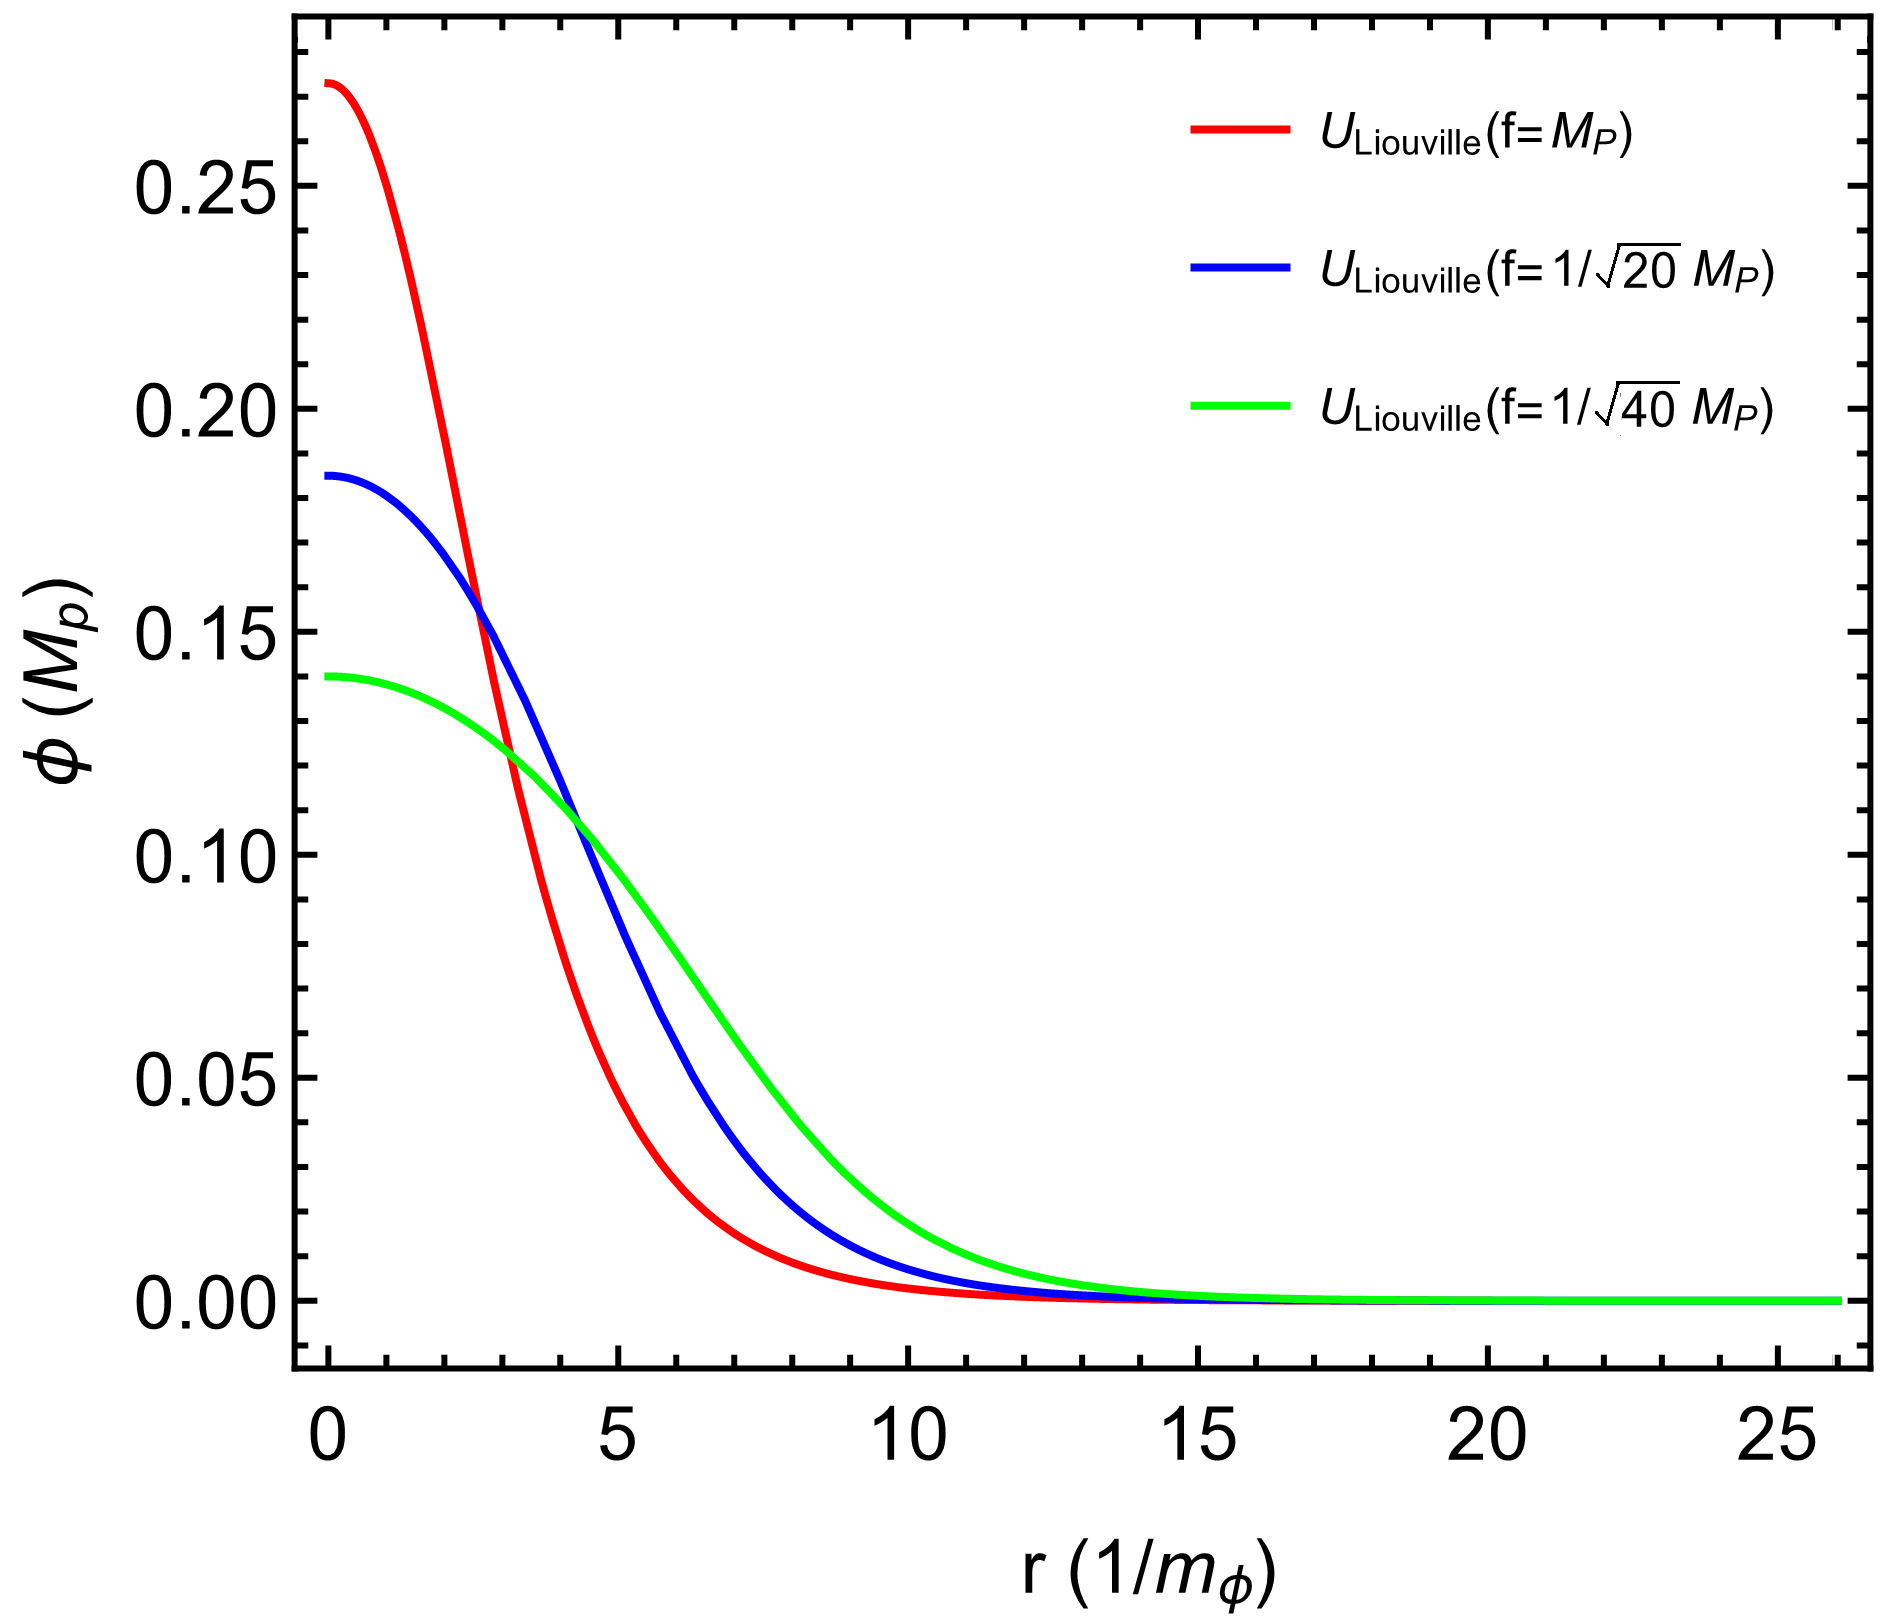 U_Liouville(f=M_P)
U_Liouville(f=1/√20 M_P)
U_Liouville(f=1/√40 M_P)
ϕ (M_p)
0.25
0.20
0.15
0.10
0.05
0.00
0 5 10 15 20 25
r (1/m_ϕ)